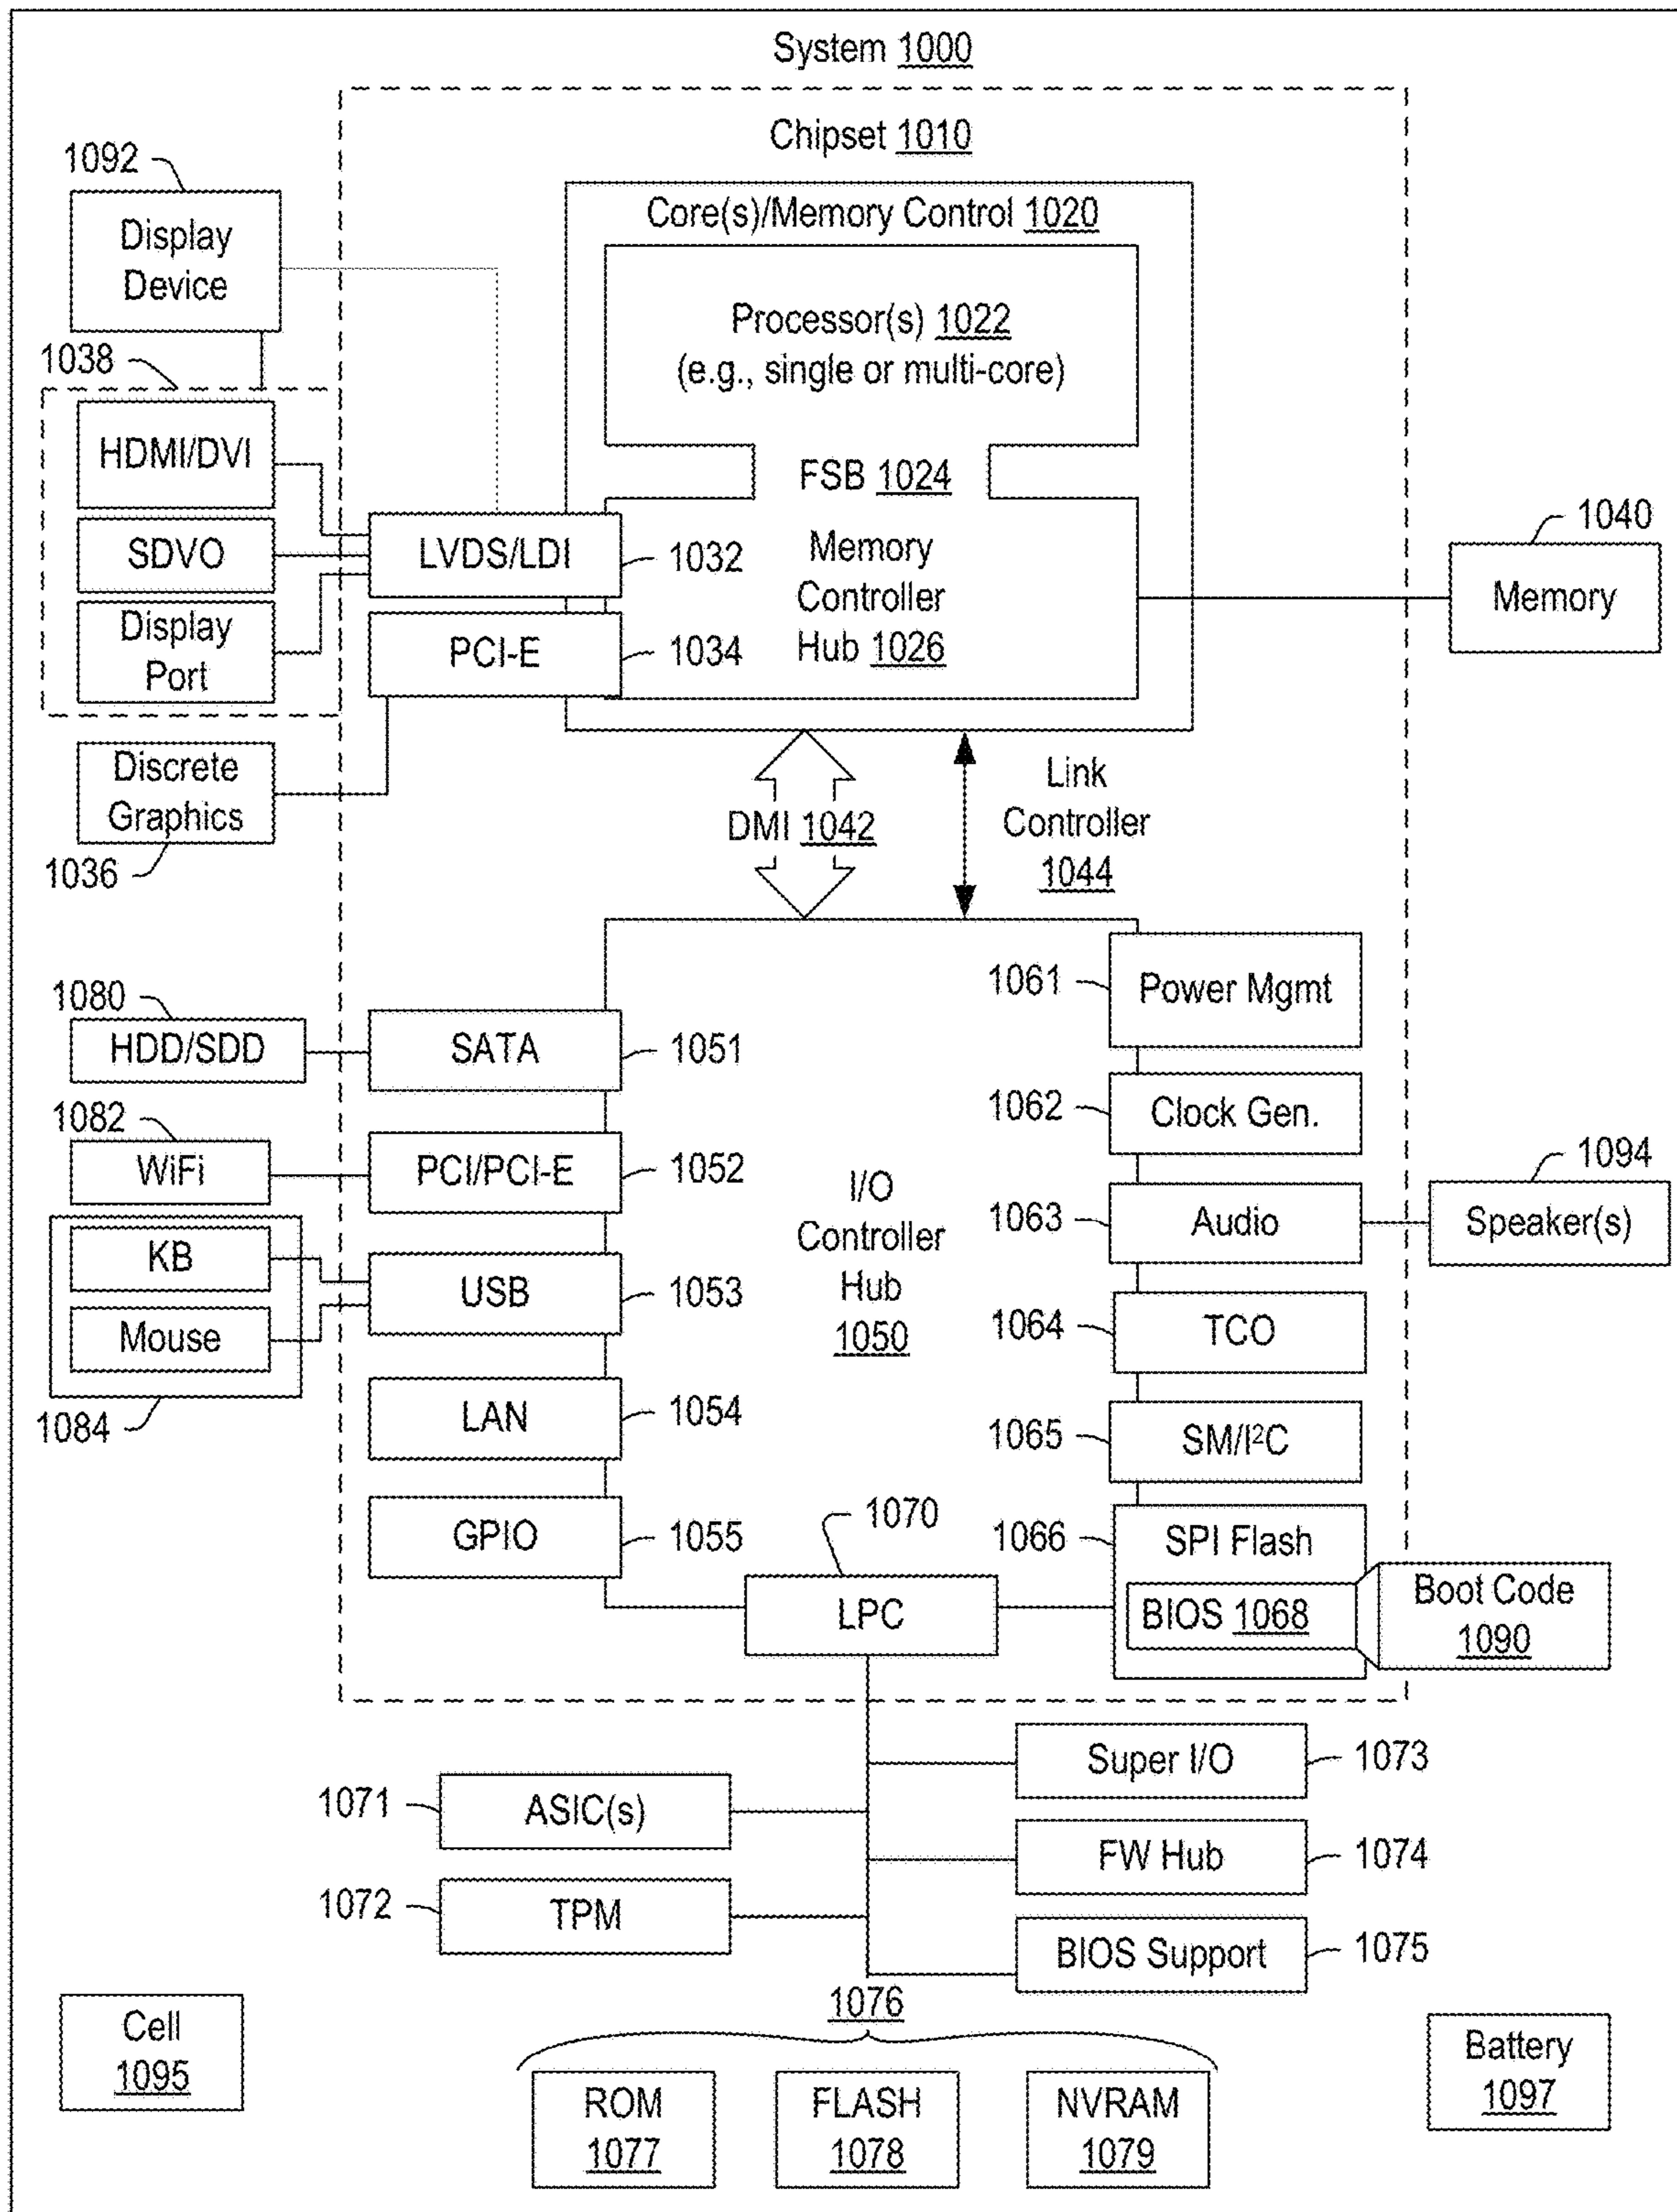 System 1000
Chipset 1010
1092
Display
Device
Core(s)/Memory Control 1020
Processor(s) 1022
(e.g., single or multi-core)
1038
HDMI/DVI
SDVO
Display
Port
FSB 1024
LVDS/LDI
1032
PCI-E
1034
Memory
Controller
Hub 1026
1040
Memory
Discrete
Graphics
1036
DMI 1042
Link
Controller
1044
1080
HDD/SDD
SATA
1051
1082
WiFi
PCI/PCI-E
1052
KB
Mouse
1084
USB
1053
LAN
1054
GPIO
1055
I/O
Controller
Hub
1050
1061
Power Mgmt
1062
Clock Gen.
1063
Audio
1094
Speaker(s)
1064
TCO
1065
SM/I²C
1066
SPI Flash
BIOS 1068
Boot Code
1090
1070
LPC
1071
ASIC(s)
1072
TPM
Super I/O
1073
FW Hub
1074
BIOS Support
1075
Cell
1095
1076
ROM
1077
FLASH
1078
NVRAM
1079
Battery
1097